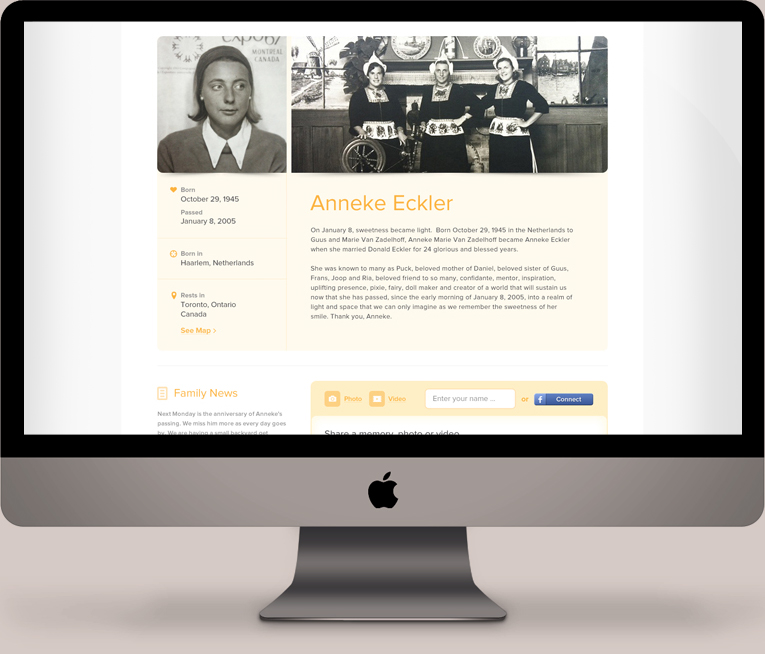 expo67
MONTREAL
CANADA
Born
October 29, 1945
Passed
January 8, 2005
Born in
Haarlem, Netherlands
Rests in
Toronto, Ontario
Canada
See Map >
Anneke Eckler
On January 8, sweetness became light. Born October 29, 1945 in the Netherlands to
Guus and Marie Van Zadelhoff, Anneke Marie Van Zadelhoff became Anneke Eckler
when she married Donald Eckler for 24 glorious and blessed years.
She was known to many as Puck, beloved mother of Daniel, beloved sister of Guus,
Frans, Joop and Ria, beloved friend to so many, confidante, mentor, inspiration,
uplifting presence, pixie, fairy, doll maker and creator of a world that will sustain us
now that she has passed, since the early morning of January 8, 2005, into a realm of
light and space that we can only imagine as we remember the sweetness of her
smile. Thank you, Anneke.
Family News
Next Monday is the anniversary of Anneke's
passing. We miss him more as every day goes
by. We are having a small backyard get
Photo
Video
Enter your name ...
or
f Connect
Share a memory, photo or video